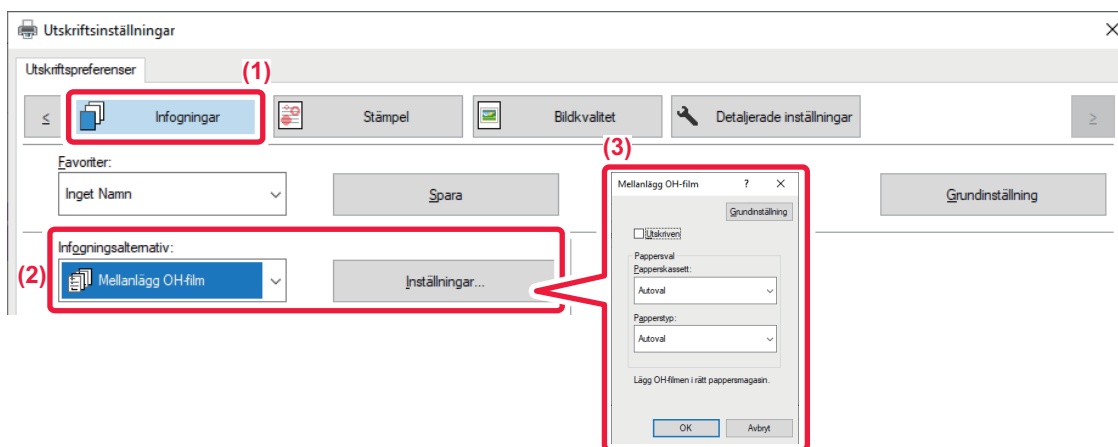 Utskriftsinställningar
Utskriftspreferenser
(1)
< Infogningar Stämpel Bildkvalitet Detaljerade inställningar >
(3)
Favoriter:
Inget Namn Spara Grundinställning
Infogningsalternativ:
(2) Mellanlägg OH-film Inställningar...
Mellanlägg OH-film ? ×
Grundinställning
Utskriven
Pappersval
Papperskassett:
Autoval
Papperstyp:
Autoval
Lägg OH-filmen i rätt pappersmagasin.
OK Avbryt